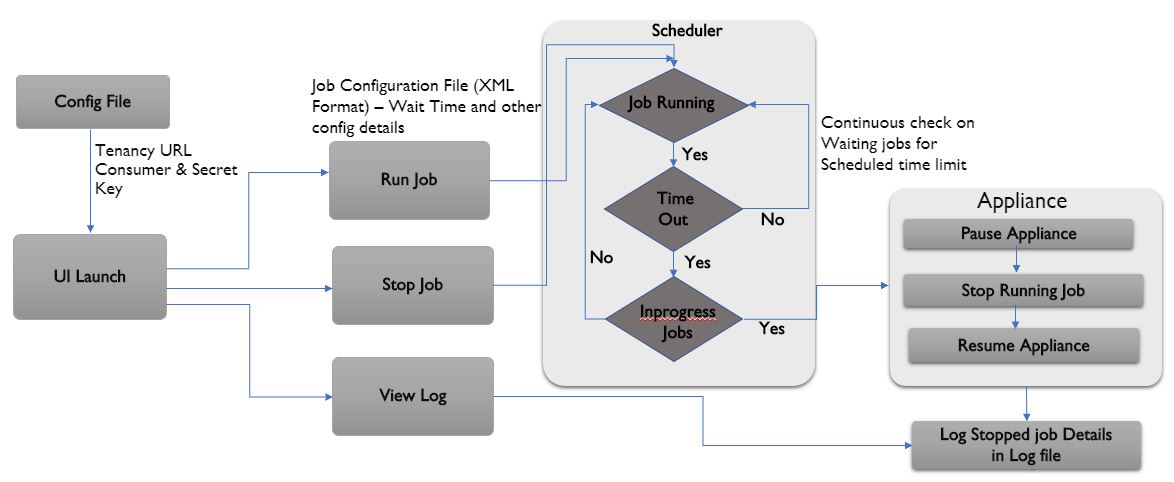 Scheduler
Config File
Job Configuration File (XML
Format) – Wait Time and other
config details
Tenancy URL
Consumer & Secret
Key
Run Job
UI Launch
Stop Job
View Log
Job Running
Yes
Time
Out
No
Yes
No
Inprogress
Jobs
Yes
Continuous check on
Waiting jobs for
Scheduled time limit
Appliance
Pause Appliance
Stop Running Job
Resume Appliance
Log Stopped job Details
in Log file